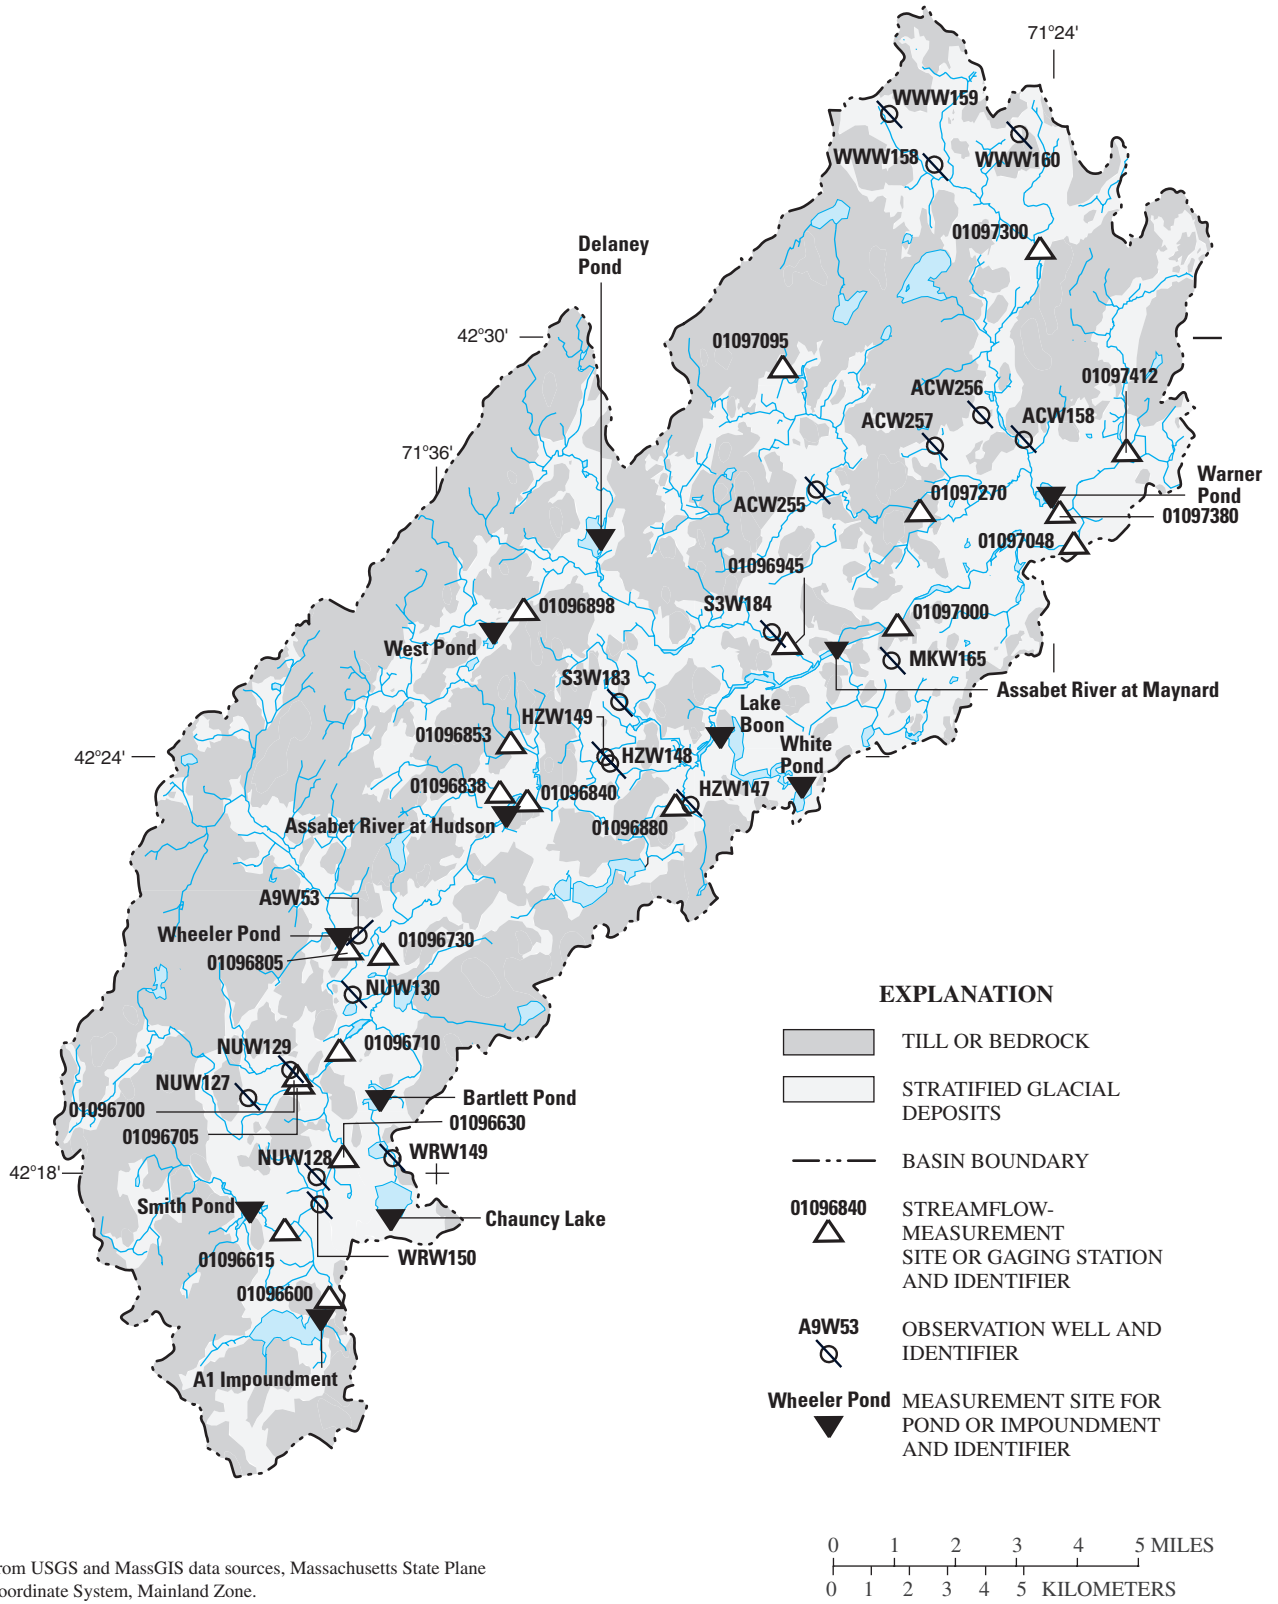 71°24'
WWW159
WWW158
WWW160
01097300
Delaney
Pond
42°30'
01097095
01097412
ACW256
ACW257
ACW158
71°36'
Warner
Pond
ACW255
01097270
01097380
01097048
01096945
S3W184
01096898
01097000
West Pond
MKW165
S3W183
Assabet River at Maynard
Lake
Boon
HZW149
01096853
White
Pond
42°24'
HZW148
01096838
01096840
HZW147
Assabet River at Hudson
01096880
A9W53
Wheeler Pond
01096730
01096805
NUW130
EXPLANATION
TILL OR BEDROCK
STRATIFIED GLACIAL
DEPOSITS
BASIN BOUNDARY
01096840
STREAMFLOW-
MEASUREMENT
SITE OR GAGING STATION
AND IDENTIFIER
A9W53
OBSERVATION WELL AND
IDENTIFIER
Wheeler Pond
MEASUREMENT SITE FOR
POND OR IMPOUNDMENT
AND IDENTIFIER
NUW129
01096710
NUW127
01096700
Bartlett Pond
01096705
01096630
NUW128
WRW149
42°18'
Smith Pond
Chauncy Lake
01096615
WRW150
01096600
A1 Impoundment
rom USGS and MassGIS data sources, Massachusetts State Plane
oordinate System, Mainland Zone.
0 1 2 3 4 5 MILES
0 1 2 3 4 5 KILOMETERS